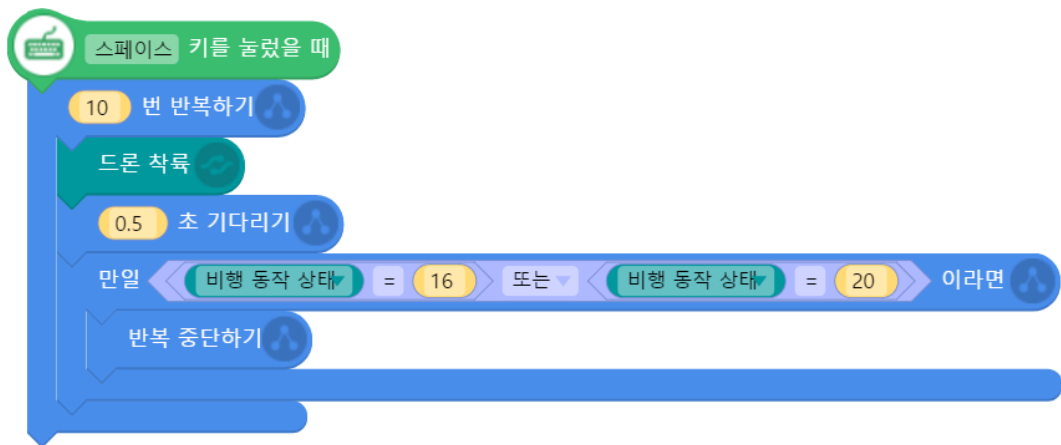 스페이스 키를 눌렀을 때
10 번 반복하기
드론 착륙
0.5 초 기다리기
만일 비행 동작 상태 = 16 또는 비행 동작 상태 = 20 이라면
반복 중단하기